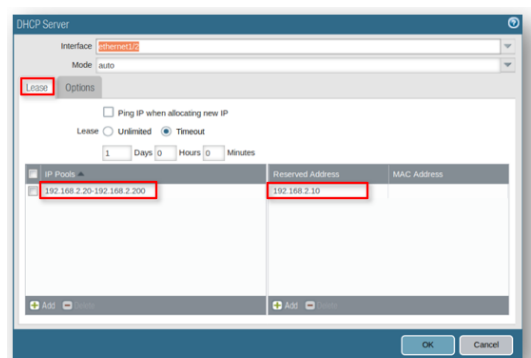 DHCP Server
Interface ethernet1/2
Mode auto
Lease Options
Ping IP when allocating new IP
Lease Unlimited Timeout
1 Days 0 Hours 0 Minutes
IP Pools Reserved Address MAC Address
192.168.2.20-192.168.2.200 192.168.2.10
Add Delete Add Delete
OK Cancel